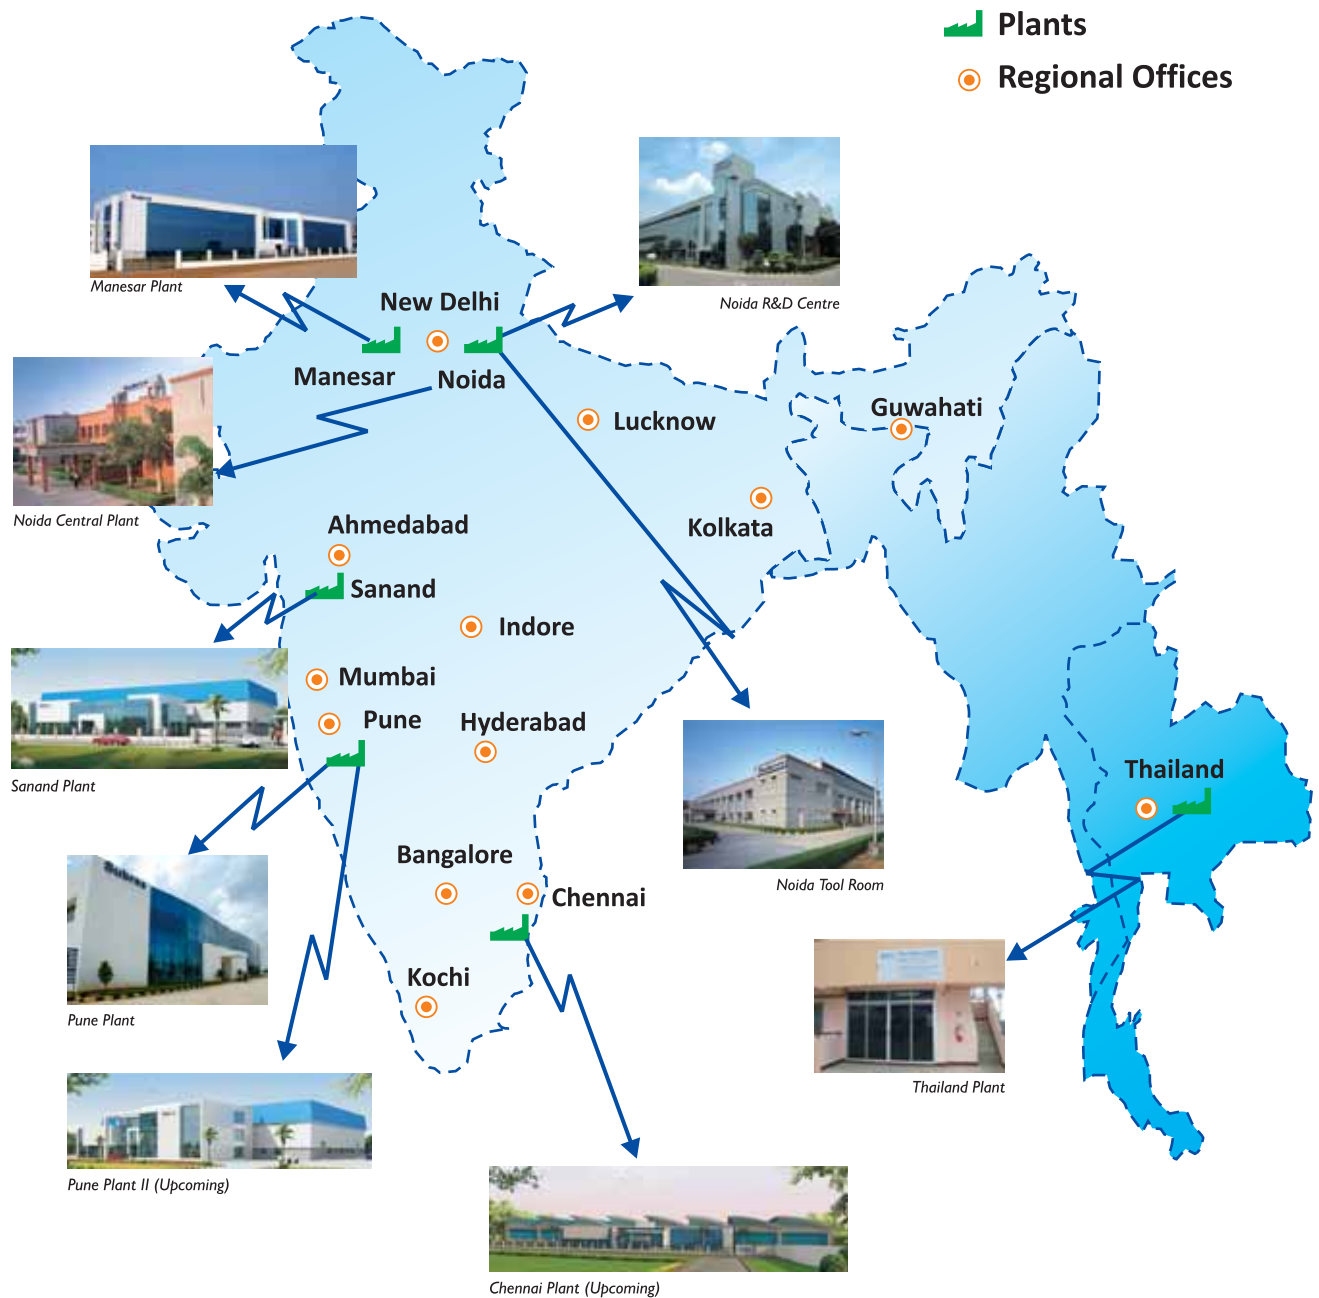 Plants
Regional Offices
Manesar Plant
Noida R&D Centre
New Delhi
Manesar
Noida
Lucknow
Guwahati
Noida Central Plant
Kolkata
Ahmedabad
Sanand
Indore
Mumbai
Pune
Hyderabad
Sanand Plant
Thailand
Bangalore
Chennai
Noida Tool Room
Kochi
Pune Plant
Thailand Plant
Pune Plant II (Upcoming)
Chennai Plant (Upcoming)